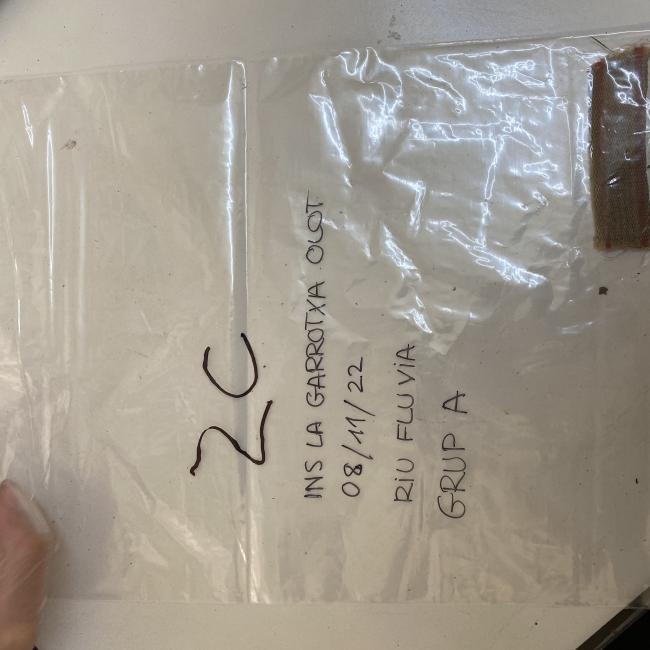 2C
INS LA GARROTXA OLOT
08/11/22
RiU FLUViA
GRUP A